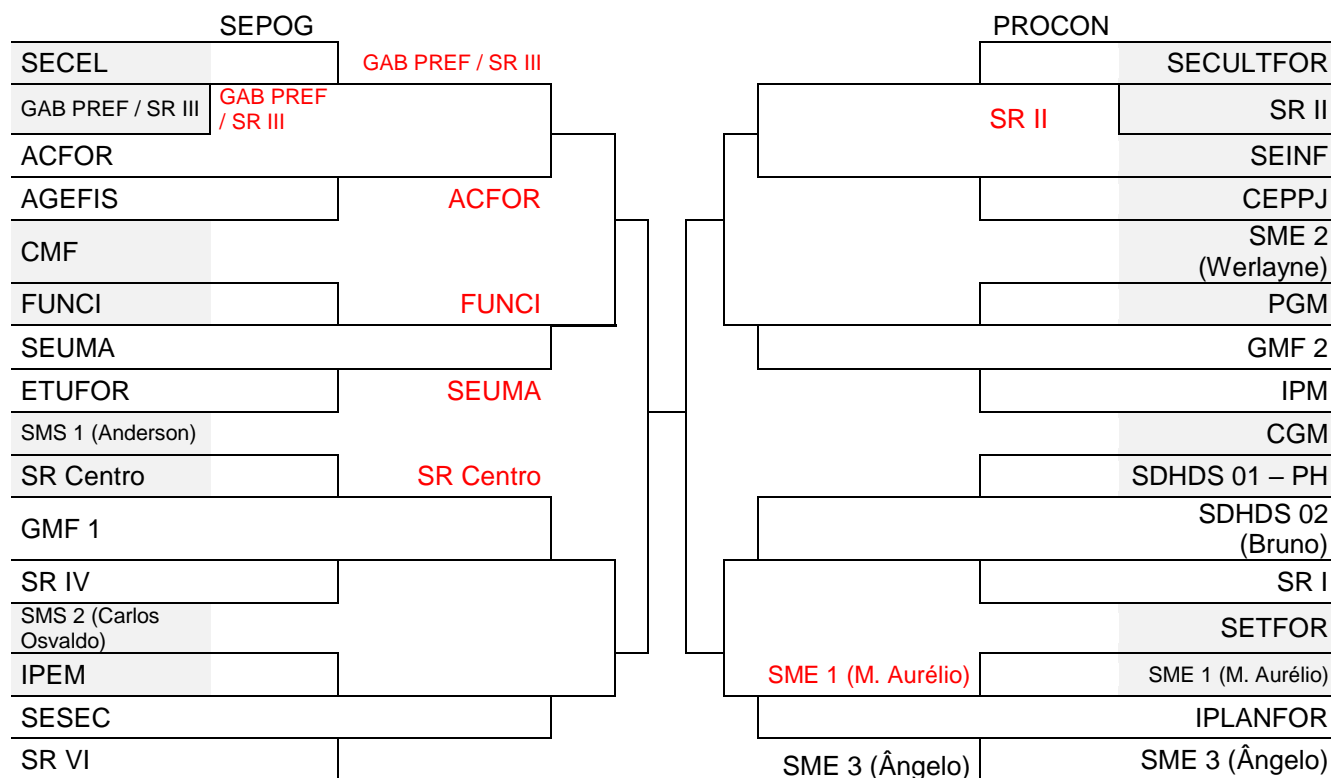 SEPOG PROCON
SECEL GAB PREF / SR III SECULTFOR
GAB PREF / SR III GAB PREF
/ SR III SR II SR II
ACFOR SEINF
AGEFIS ACFOR CEPPJ
CMF SME 2
(Werlayne)
FUNCI FUNCI PGM
SEUMA GMF 2
ETUFOR SEUMA IPM
SMS 1 (Anderson) CGM
SR Centro SR Centro SDHDS 01 – PH
GMF 1 SDHDS 02
(Bruno)
SR IV SR I
SMS 2 (Carlos
Osvaldo) SETFOR
IPEM SME 1 (M. Aurélio) SME 1 (M. Aurélio)
SESEC IPLANFOR
SR VI SME 3 (Ângelo) SME 3 (Ângelo)